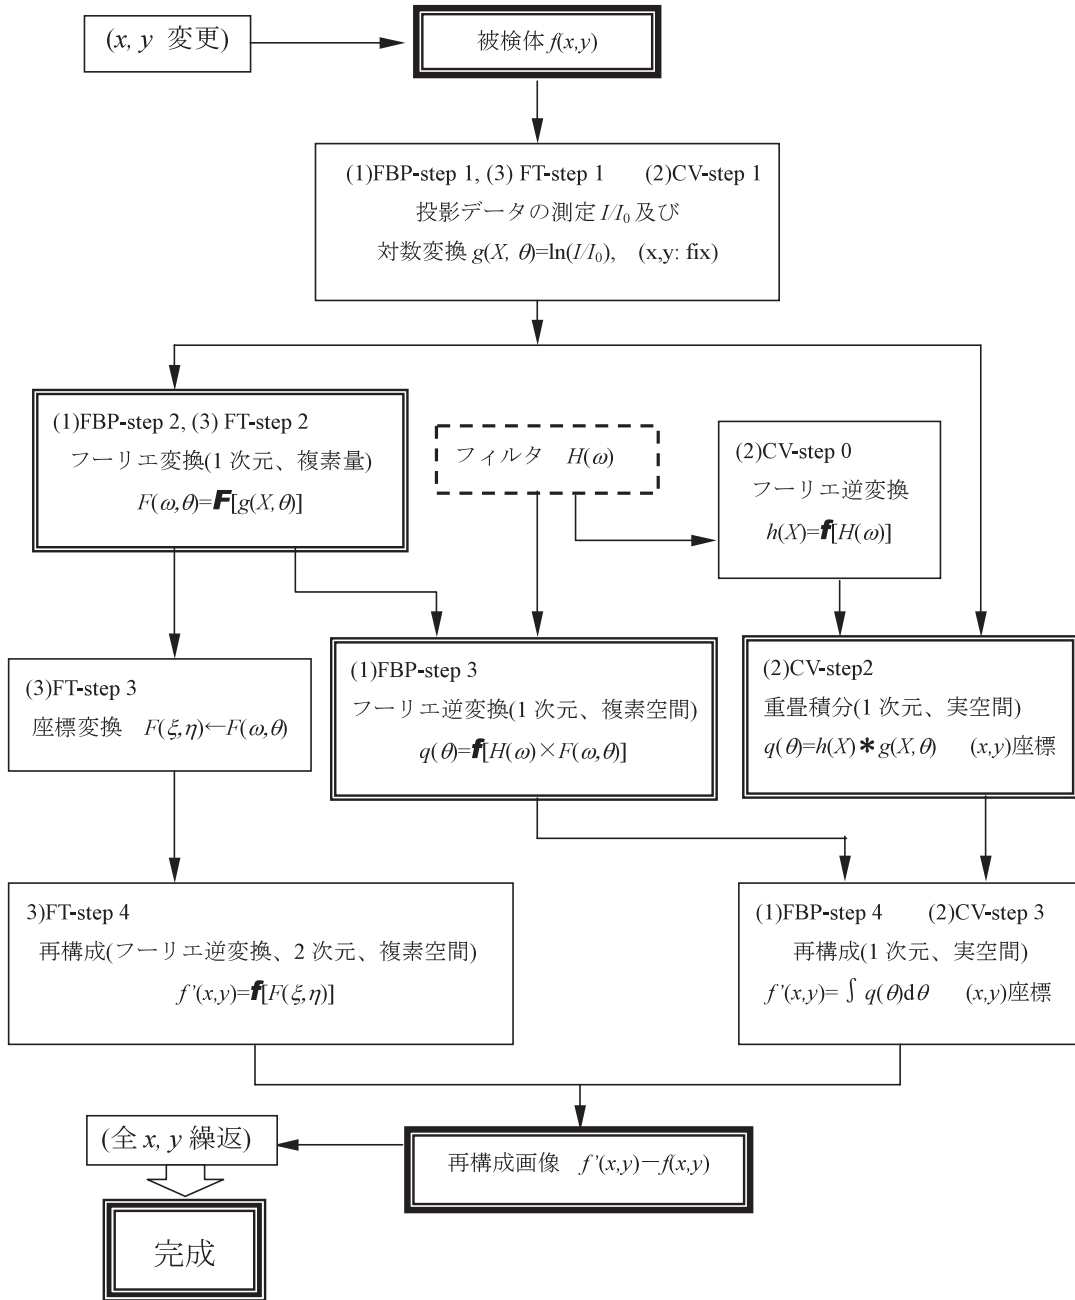 (x, y 変更)
被検体 f(x,y)
(1)FBP-step 1, (3) FT-step 1 (2)CV-step 1
投影データの測定 I/I₀ 及び
対数変換 g(X, θ)=ln(I/I₀), (x,y: fix)
(1)FBP-step 2, (3) FT-step 2
フーリエ変換(1 次元、複素量)
F(ω,θ)=F[g(X,θ)]
フィルタ H(ω)
(2)CV-step 0
フーリエ逆変換
h(X)=f[H(ω)]
(3)FT-step 3
座標変換 F(ξ,η)←F(ω,θ)
(1)FBP-step 3
フーリエ逆変換(1 次元、複素空間)
q(θ)=f[H(ω)×F(ω,θ)]
(2)CV-step2
重畳積分(1 次元、実空間)
q(θ)=h(X)*g(X,θ) (x,y)座標
3)FT-step 4
再構成(フーリエ逆変換、2 次元、複素空間)
f'(x,y)=f[F(ξ,η)]
(1)FBP-step 4 (2)CV-step 3
再構成(1 次元、実空間)
f'(x,y)= ∫ q(θ)dθ (x,y)座標
(全 x, y 繰返)
再構成画像 f'(x,y)−f(x,y)
完成